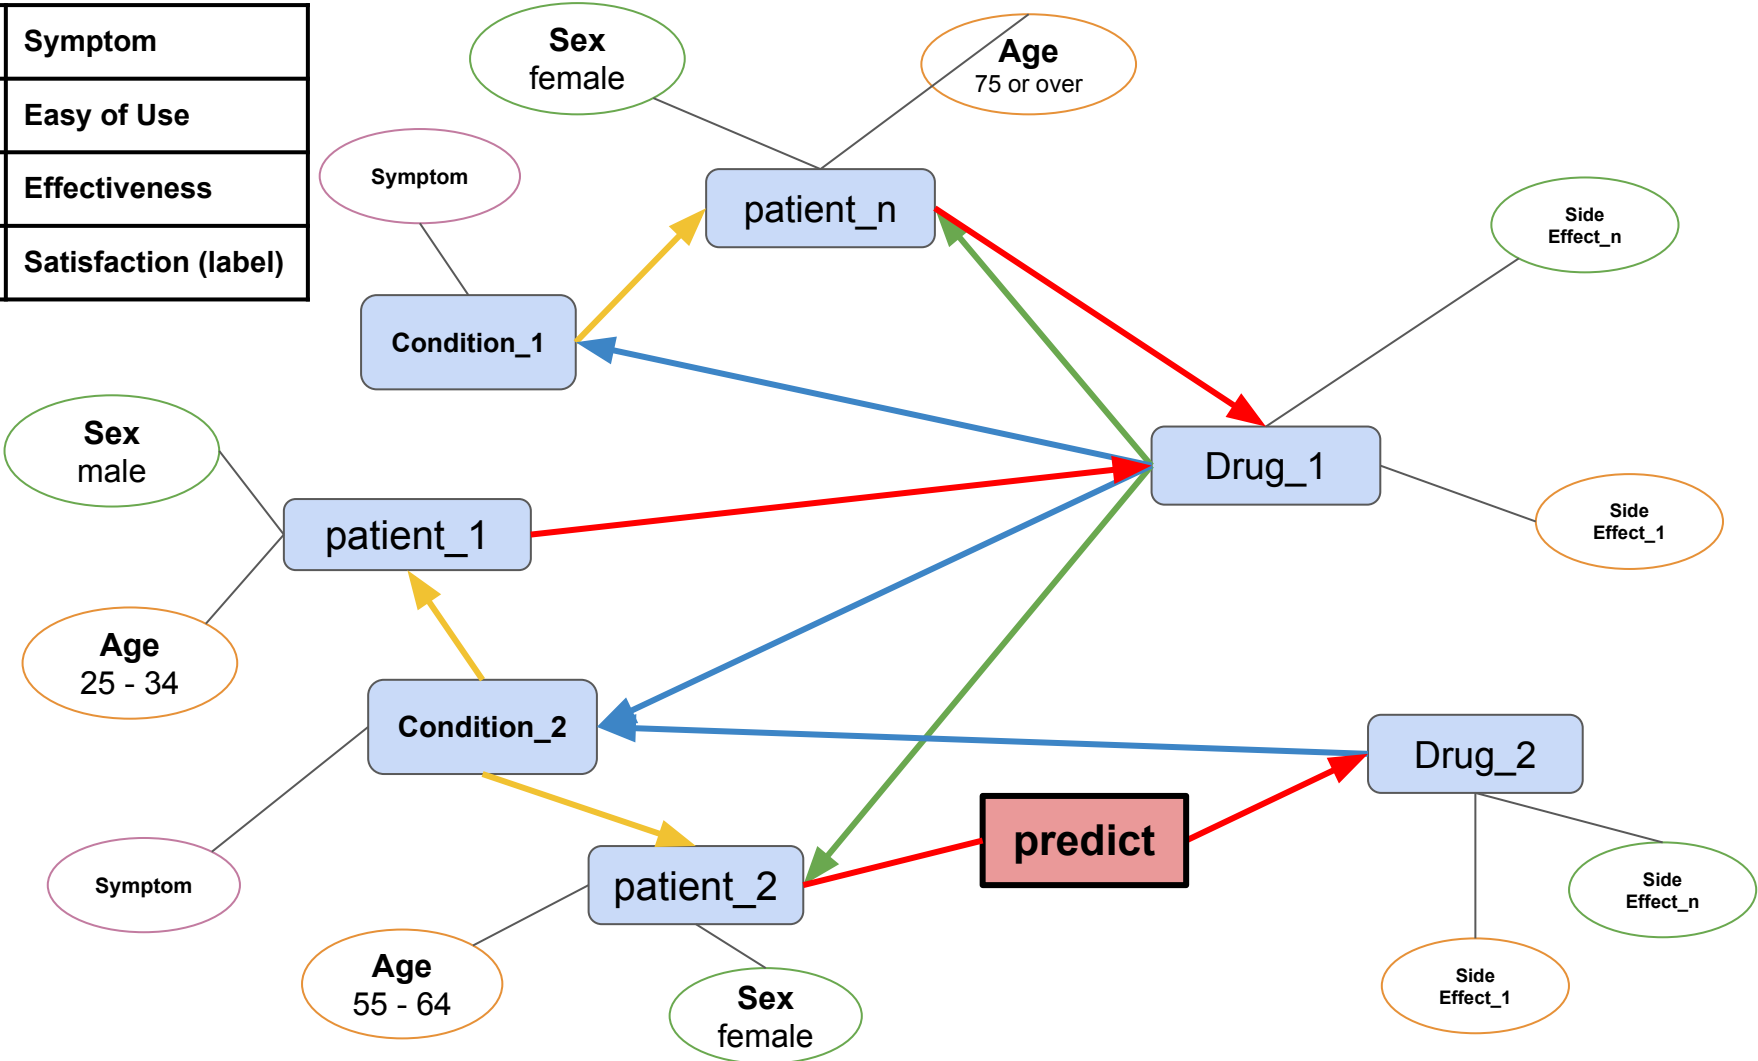 Symptom
Easy of Use
Effectiveness
Satisfaction (label)
Sex
female
Age
75 or over
Symptom
patient_n
Side
Effect_n
Condition_1
Sex
male
Drug_1
patient_1
Side
Effect_1
Age
25 - 34
Condition_2
Drug_2
predict
Symptom
patient_2
Side
Effect_n
Age
55 - 64
Sex
female
Side
Effect_1